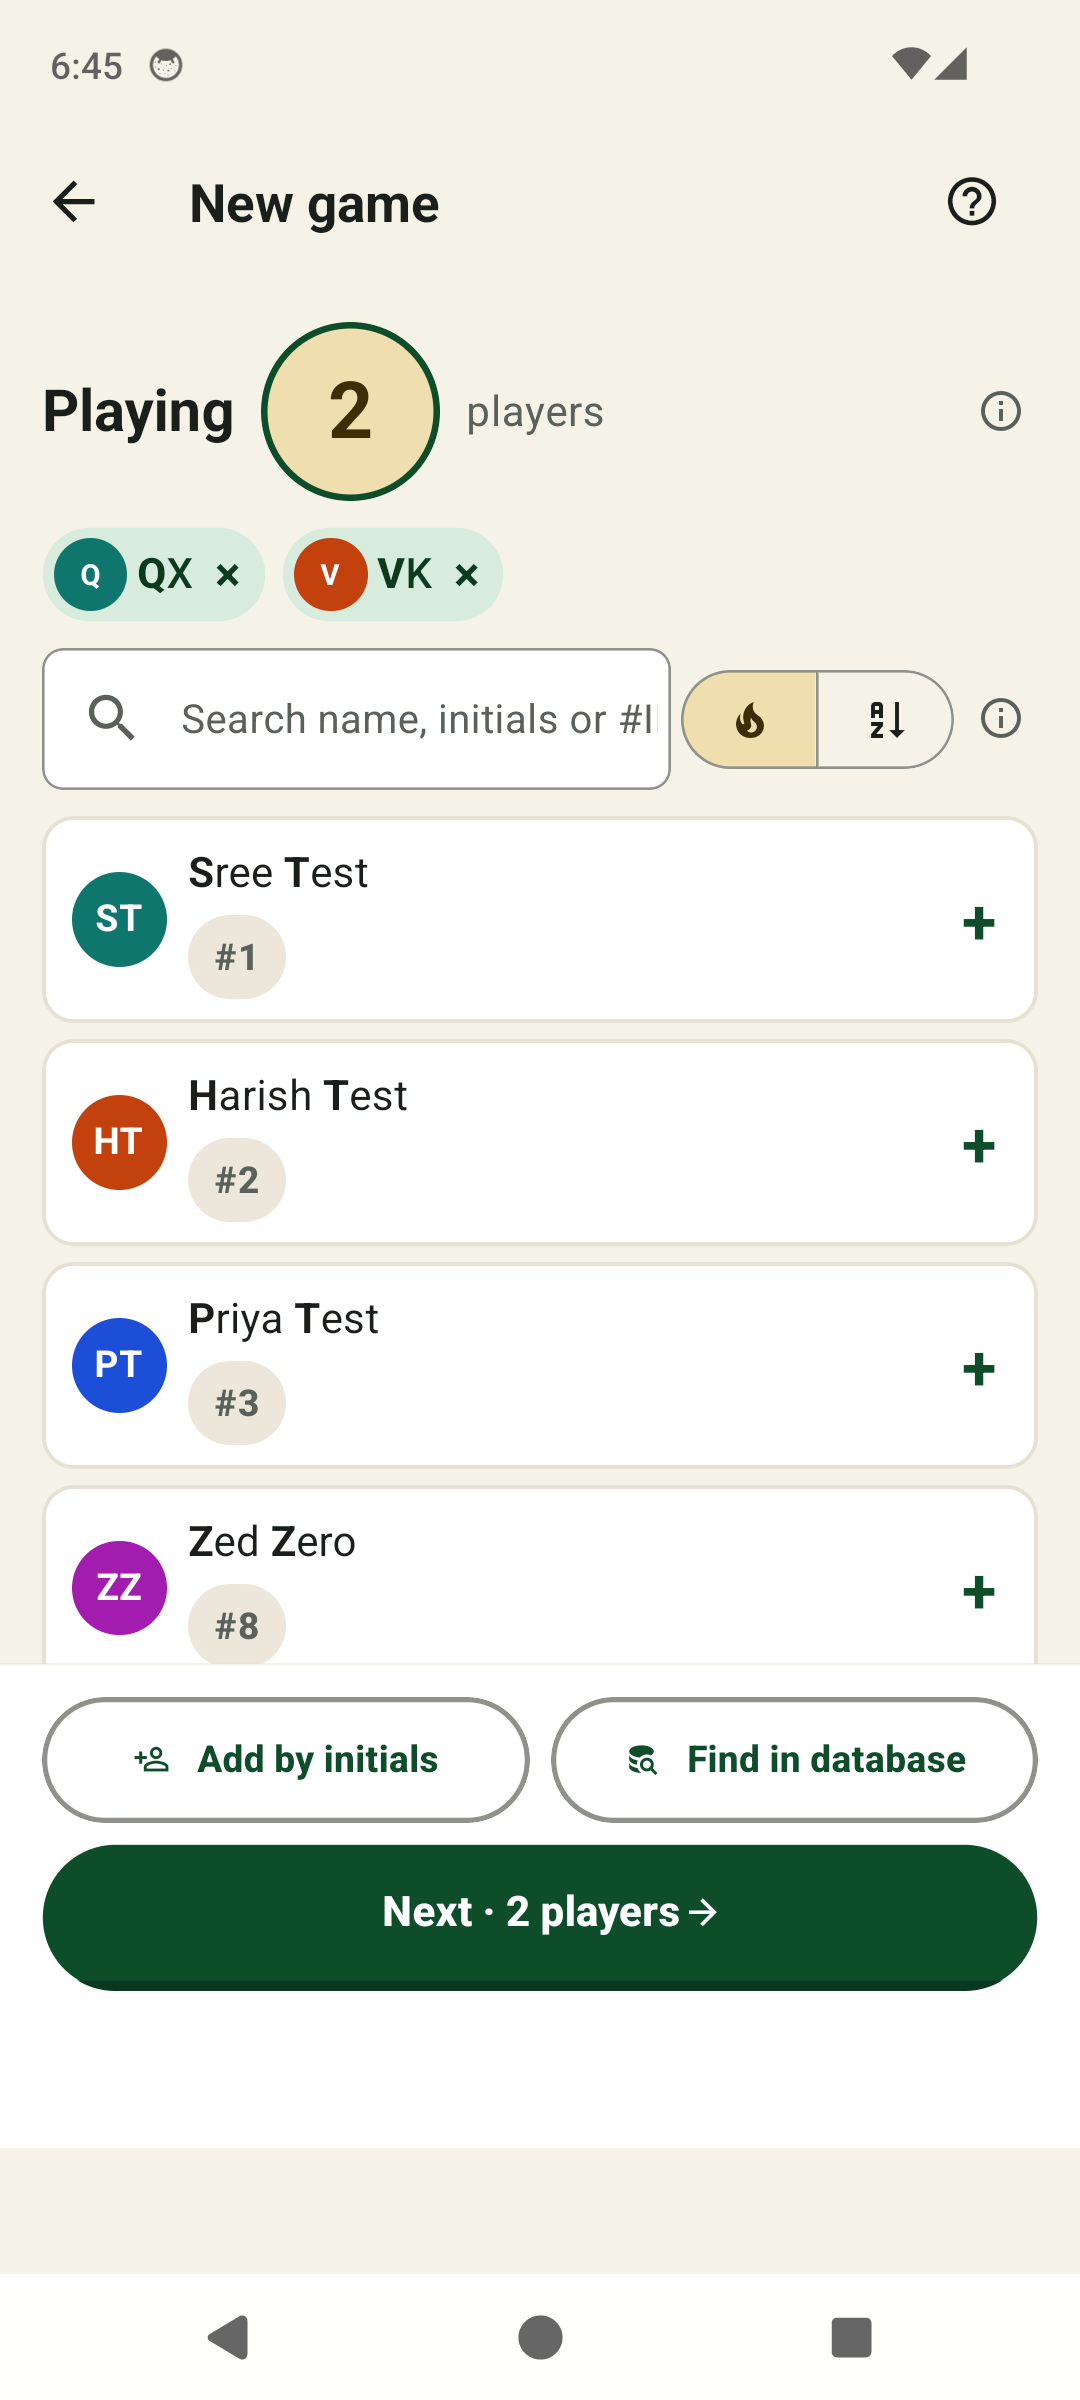 6:45
New game
Playing 2 players
Q QX × V VK ×
Search name, initials or #I
A Z
Sree Test
ST
#1
+
Harish Test
HT
#2
+
Priya Test
PT
#3
+
Zed Zero
ZZ
#8
+
Add by initials
Find in database
Next · 2 players →